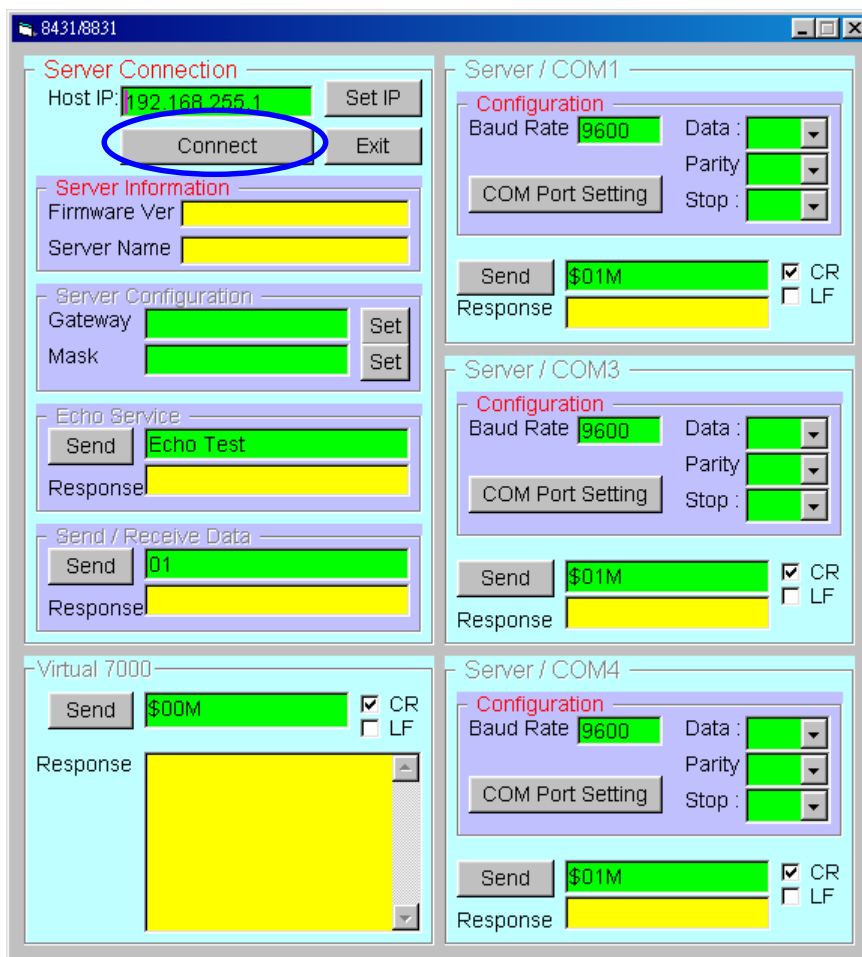 8431/8831
Server Connection
Host IP: 192.168.255.1 Set IP
Connect Exit
Server Information
Firmware Ver
Server Name
Server Configuration
Gateway Set
Mask Set
Echo Service
Send Echo Test
Response
Send / Receive Data
Send 01
Response
Virtual 7000
Send $00M CR
LF
Response
Server / COM1
Configuration
Baud Rate 9600 Data :
Parity
COM Port Setting Stop :
Send $01M CR
LF
Response
Server / COM3
Configuration
Baud Rate 9600 Data :
Parity
COM Port Setting Stop :
Send $01M CR
LF
Response
Server / COM4
Configuration
Baud Rate 9600 Data :
Parity
COM Port Setting Stop :
Send $01M CR
LF
Response